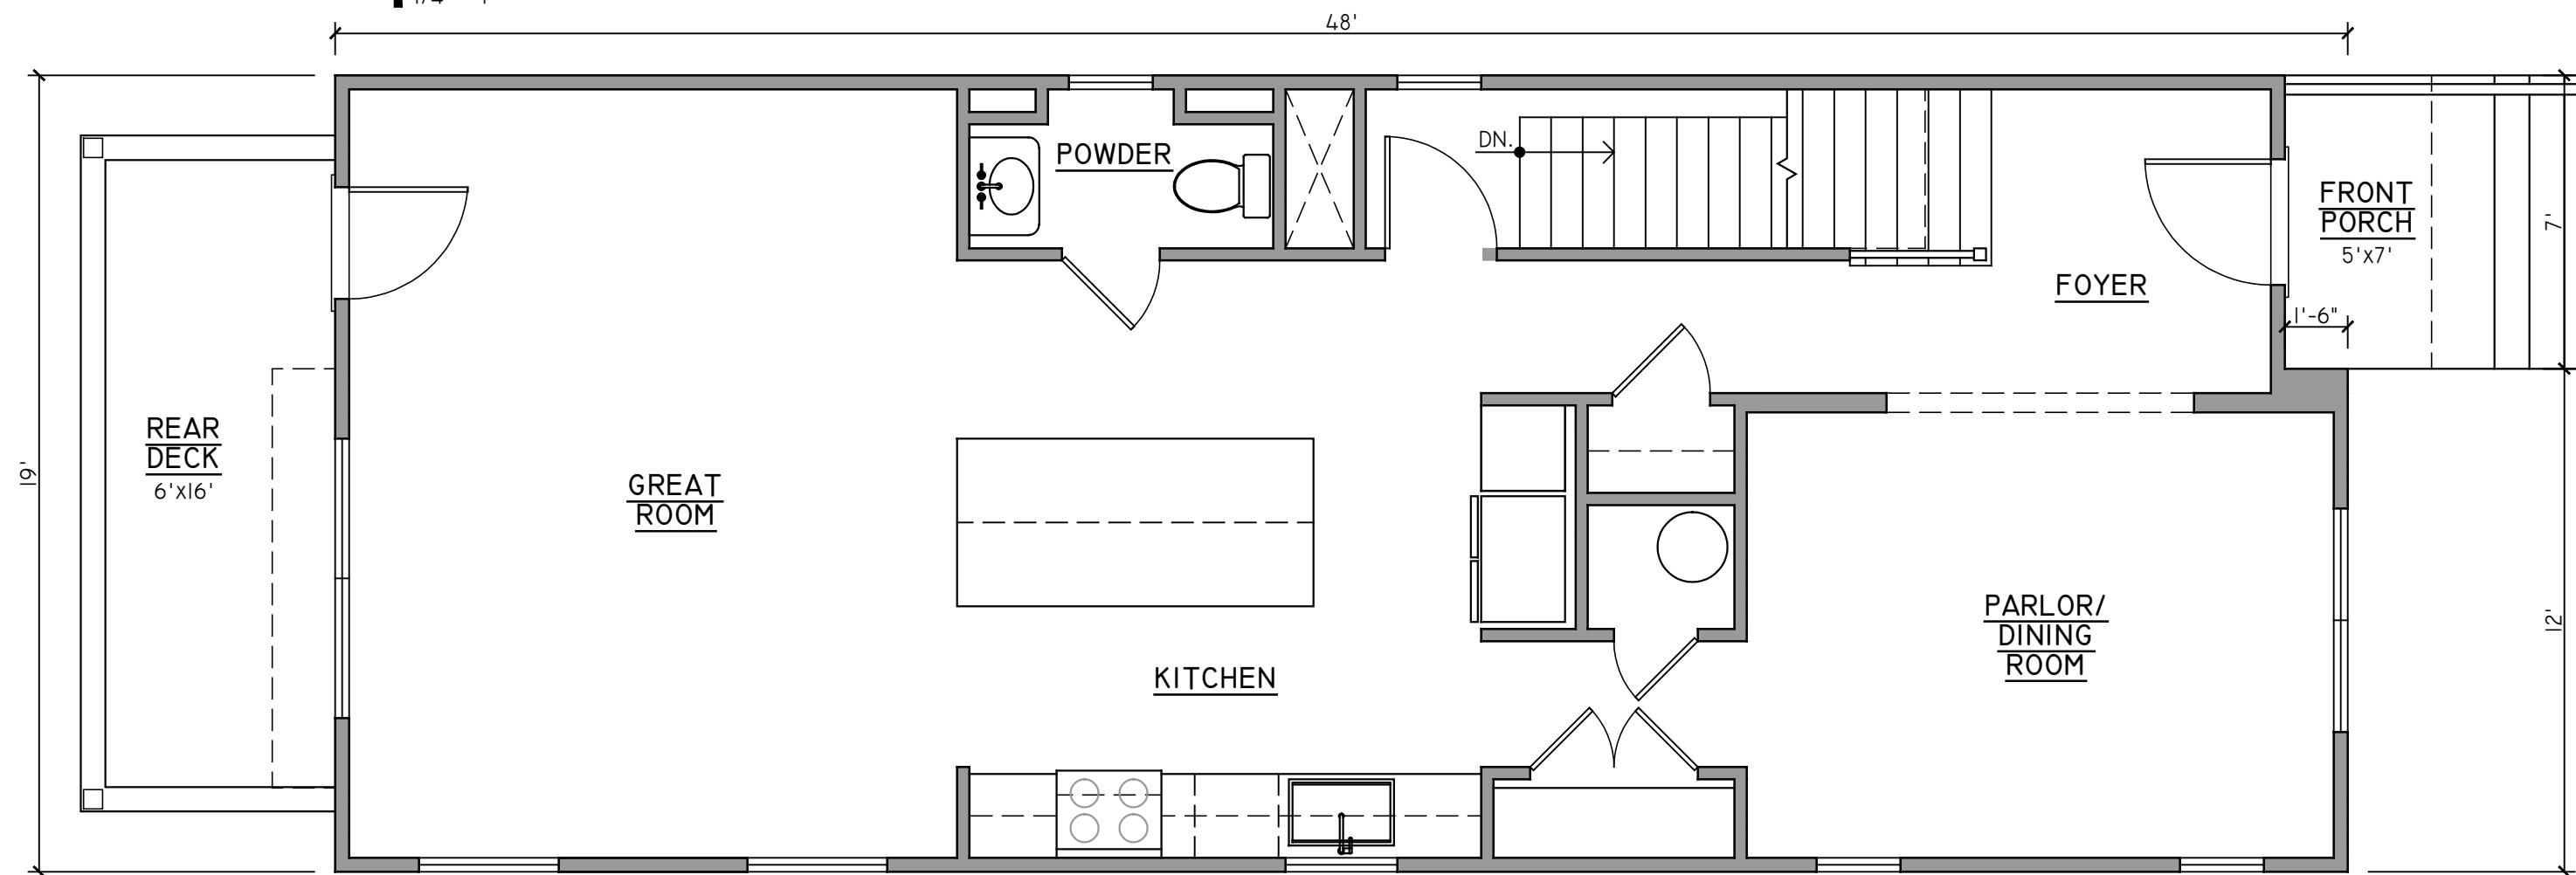 48'
POWDER
DN.
FRONT
PORCH
5'x7'
7'
FOYER
1'-6"
REAR
DECK
6'x16'
19'
GREAT
ROOM
KITCHEN
PARLOR/
DINING
ROOM
12'